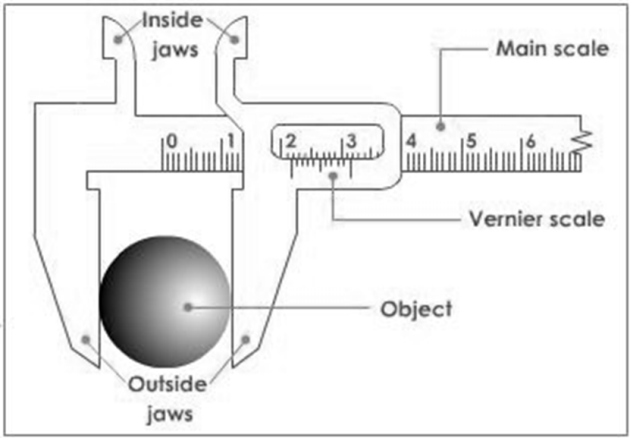 Inside
jaws
Main scale
0 1 2 3 4 5 6
Vernier scale
Object
Outside
jaws